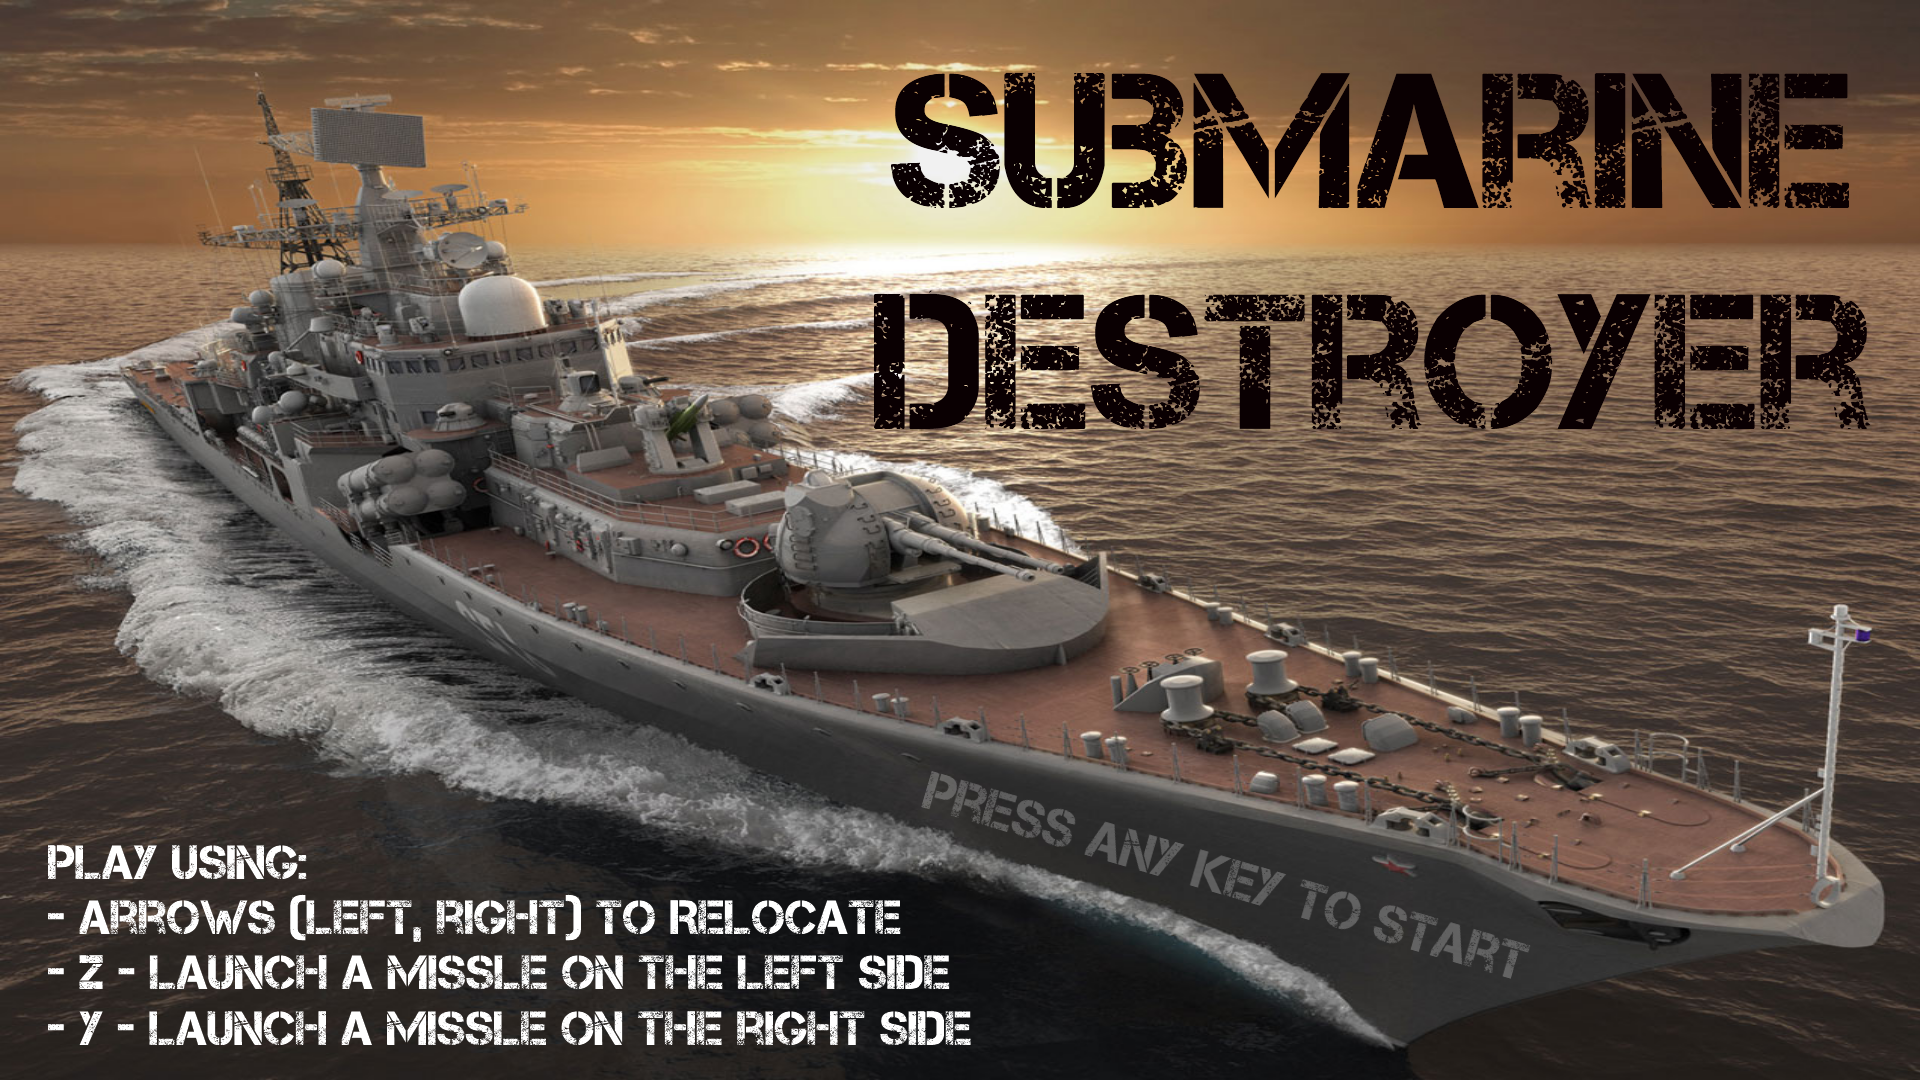 SUBMARINE
DESTROYER
PRESS ANY KEY TO START
PLAY USING:
- ARROWS (LEFT, RIGHT) TO RELOCATE
- Z - LAUNCH A MISSLE ON THE LEFT SIDE
- Y - LAUNCH A MISSLE ON THE RIGHT SIDE